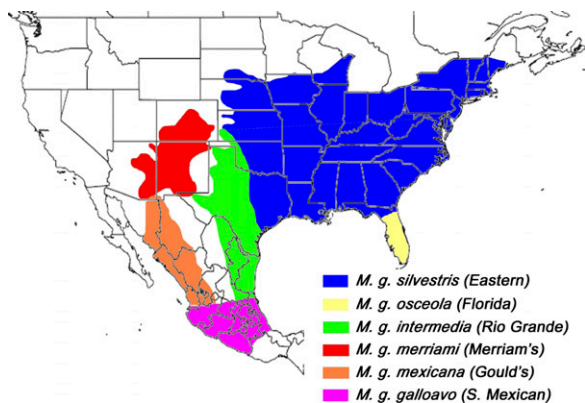 M. g. silvestris (Eastern)
M. g. osceola (Florida)
M. g. intermedia (Rio Grande)
M. g. merriami (Merriam's)
M. g. mexicana (Gould's)
M. g. galloavo (S. Mexican)